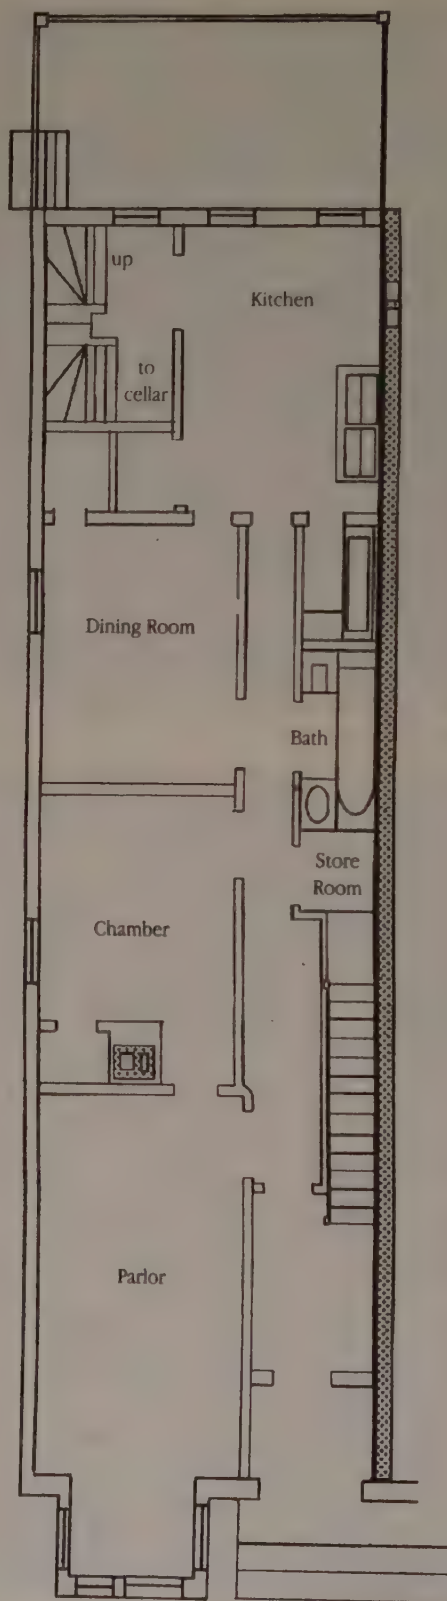 up
Kitchen
to
cellar
Dining Room
Bath
Store
Room
Chamber
Parlor